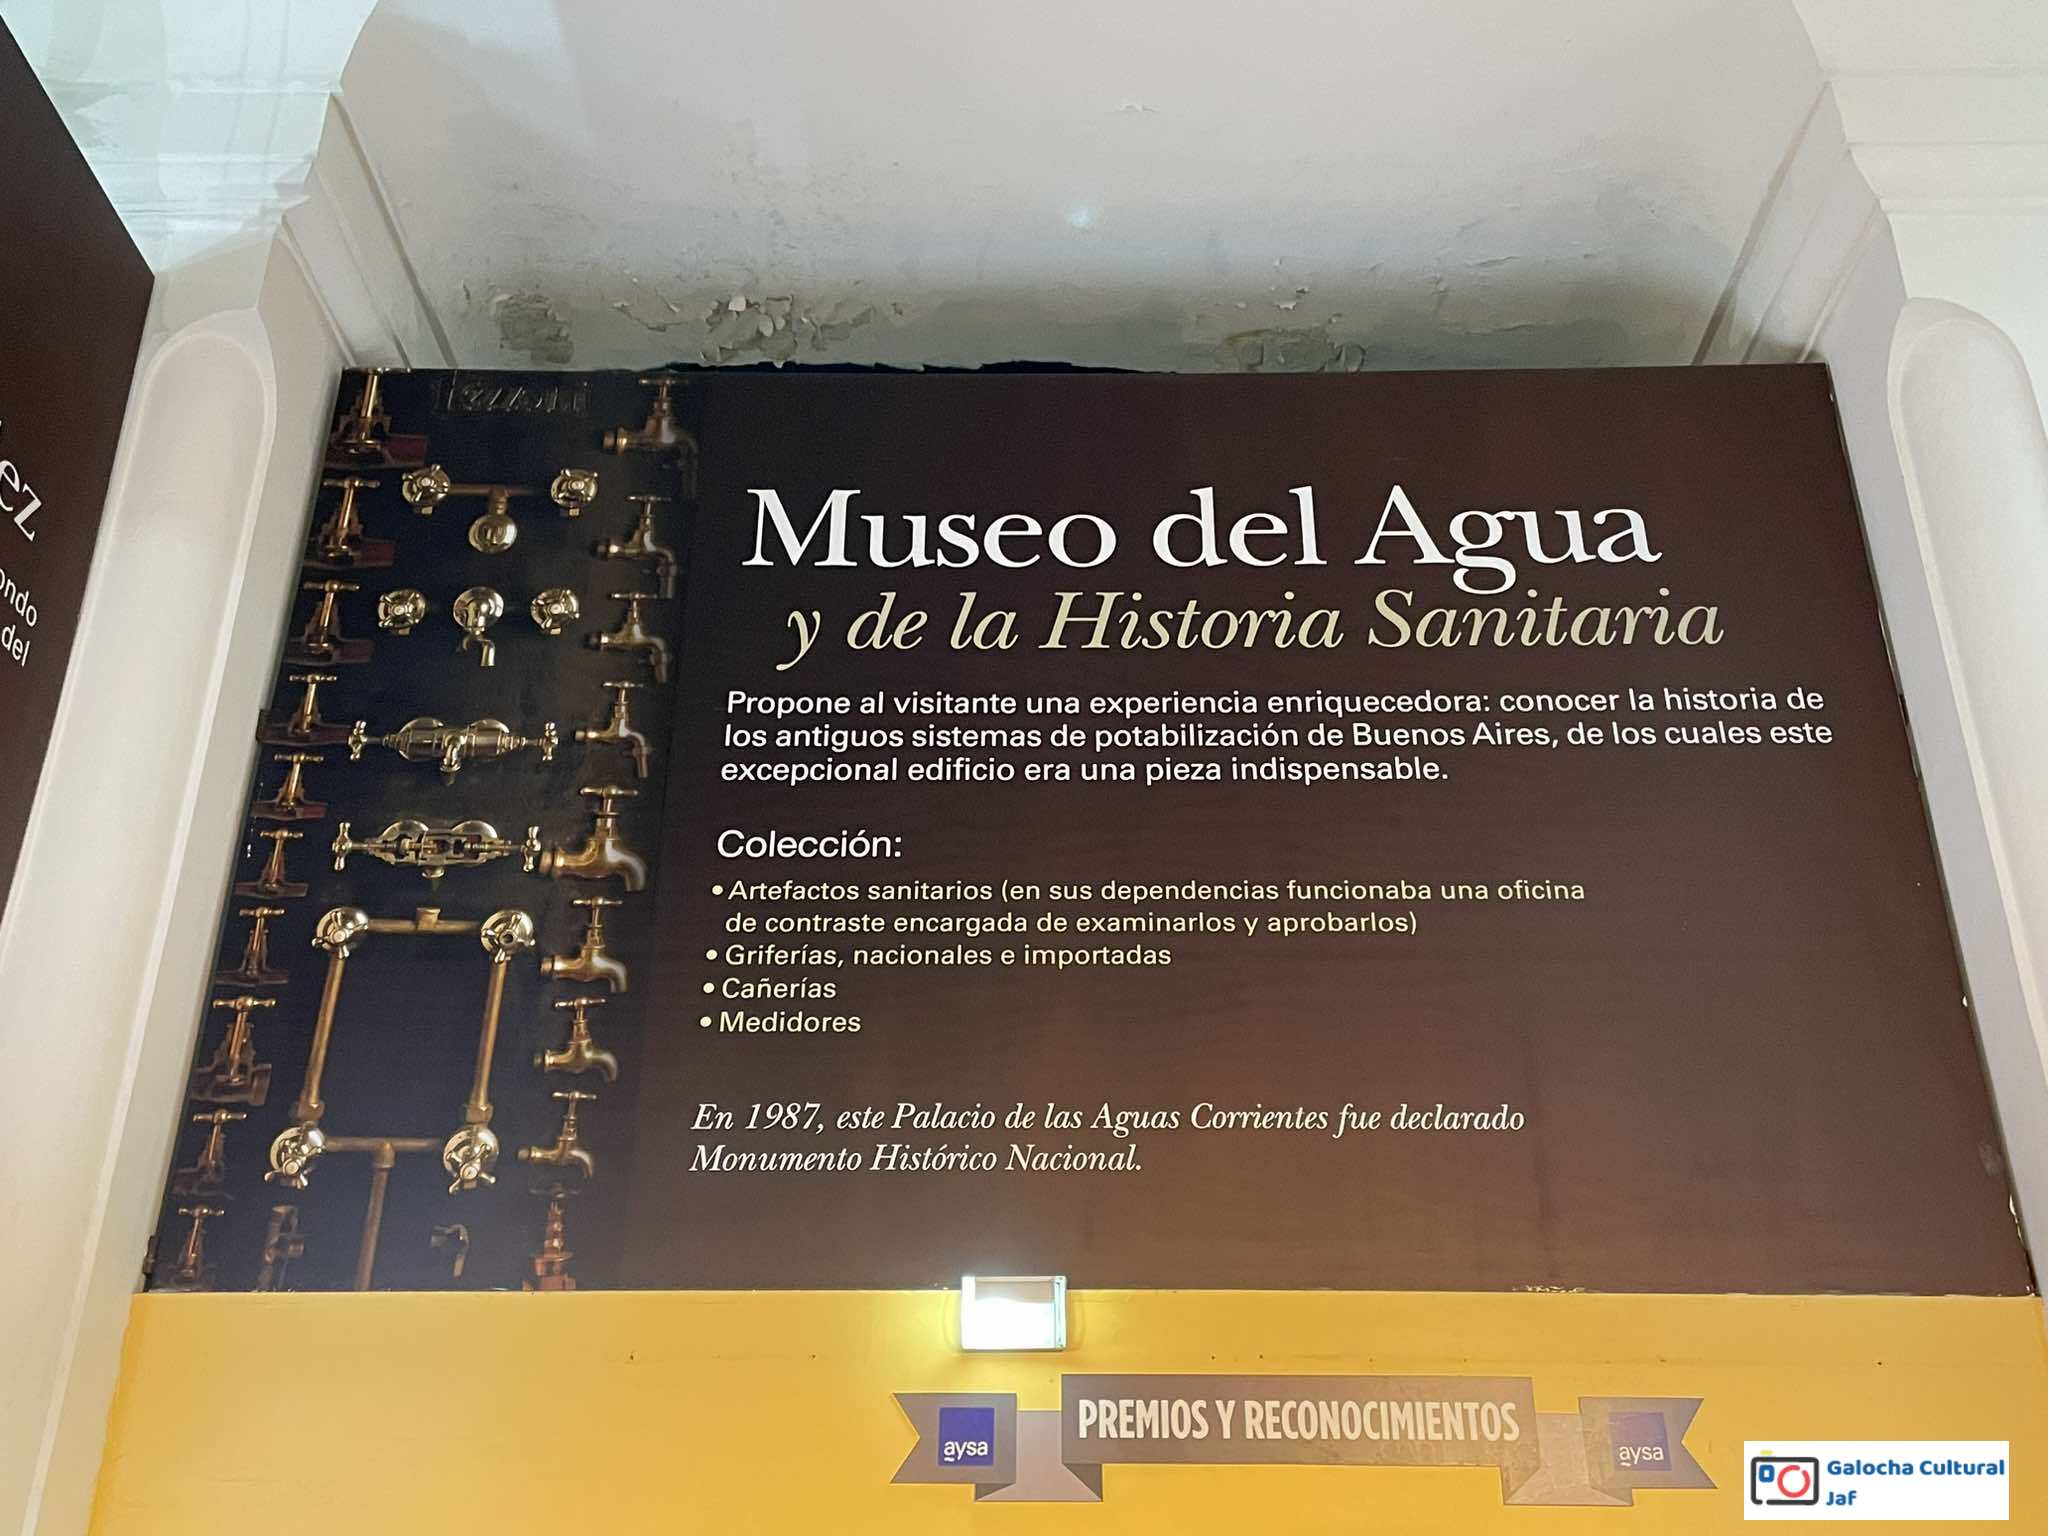 ez
ondo
del
Museo del Agua
y de la Historia Sanitaria
Propone al visitante una experiencia enriquecedora: conocer la historia de
los antiguos sistemas de potabilización de Buenos Aires, de los cuales este
excepcional edificio era una pieza indispensable.
Colección:
• Artefactos sanitarios (en sus dependencias funcionaba una oficina
de contraste encargada de examinarlos y aprobarlos)
• Griferías, nacionales e importadas
• Cañerías
• Medidores
En 1987, este Palacio de las Aguas Corrientes fue declarado
Monumento Histórico Nacional.
aysa
PREMIOS Y RECONOCIMIENTOS
aysa
Galocha Cultural
Jaf